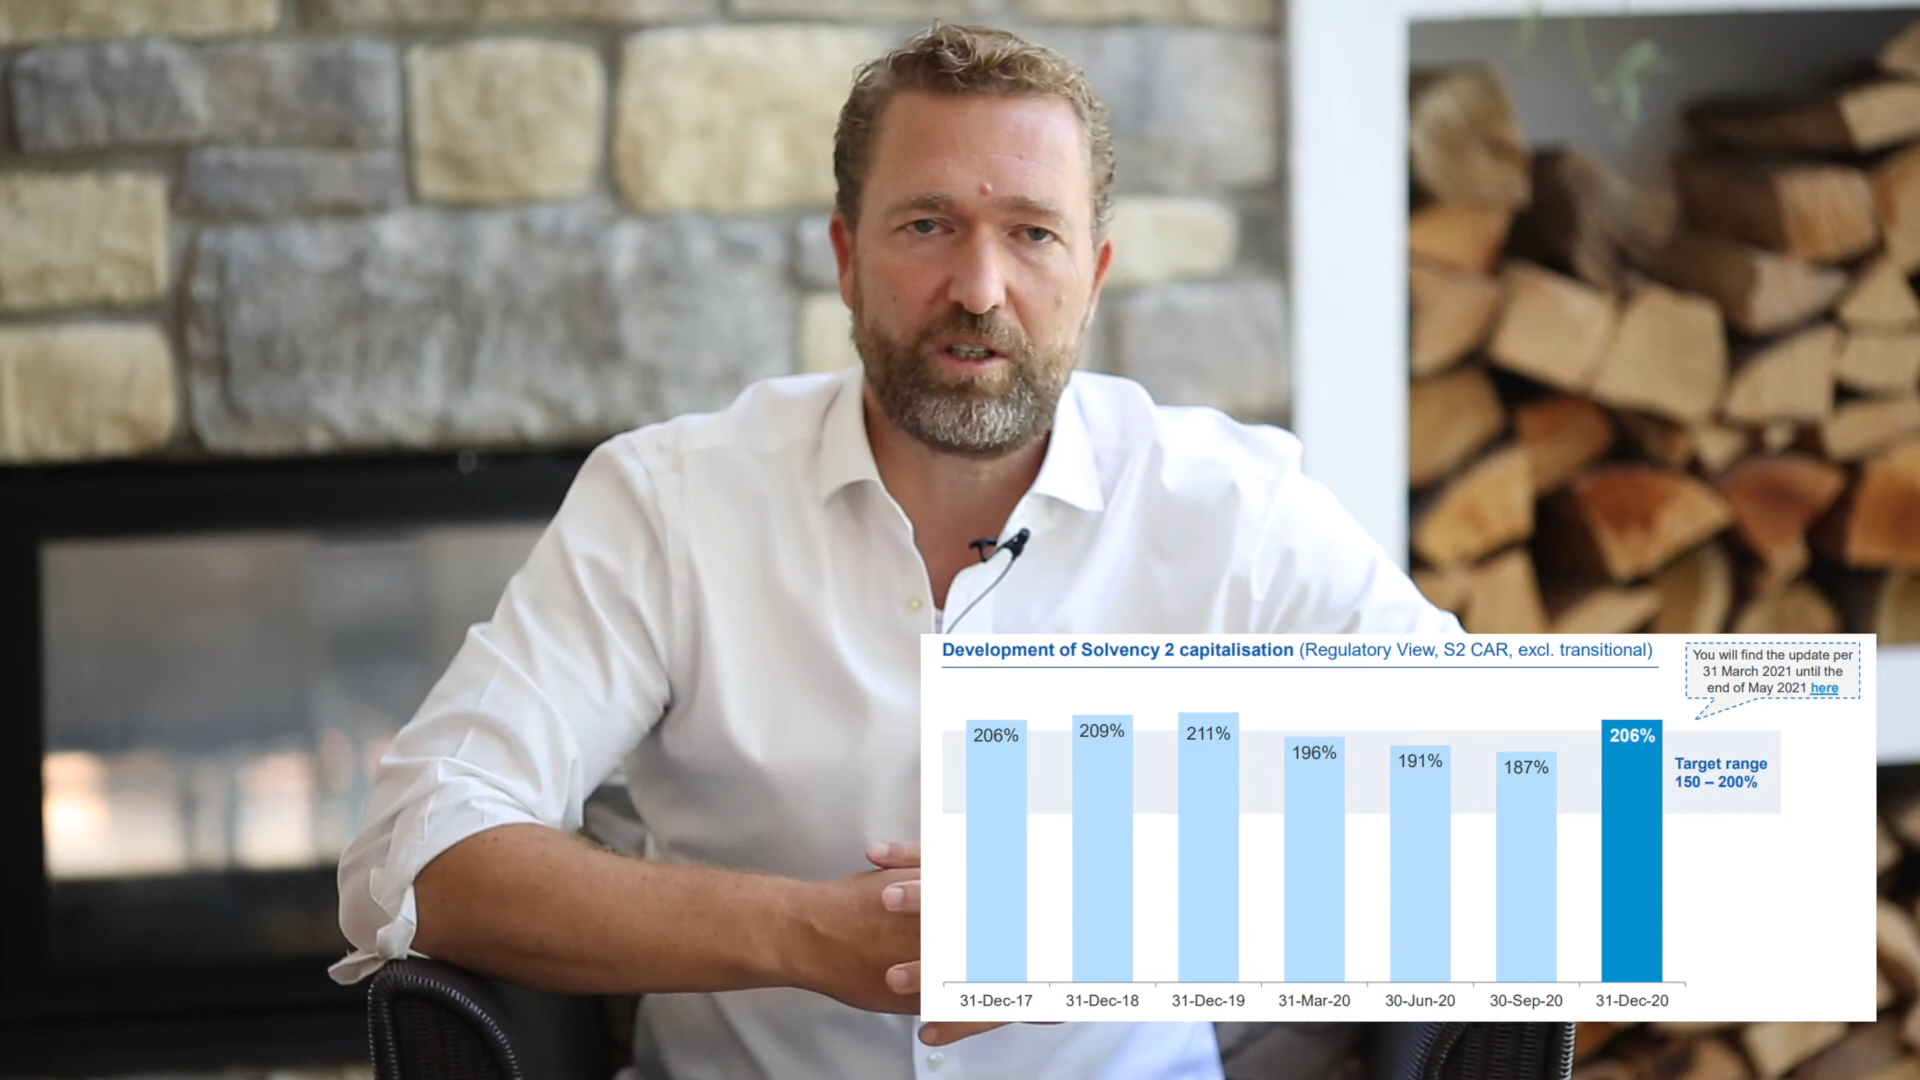 Development of Solvency 2 capitalisation (Regulatory View, S2 CAR, excl. transitional)
You will find the update per
31 March 2021 until the
end of May 2021 here
206%
209%
211%
196%
191%
187%
206%
Target range
150 – 200%
31-Dec-17
31-Dec-18
31-Dec-19
31-Mar-20
30-Jun-20
30-Sep-20
31-Dec-20